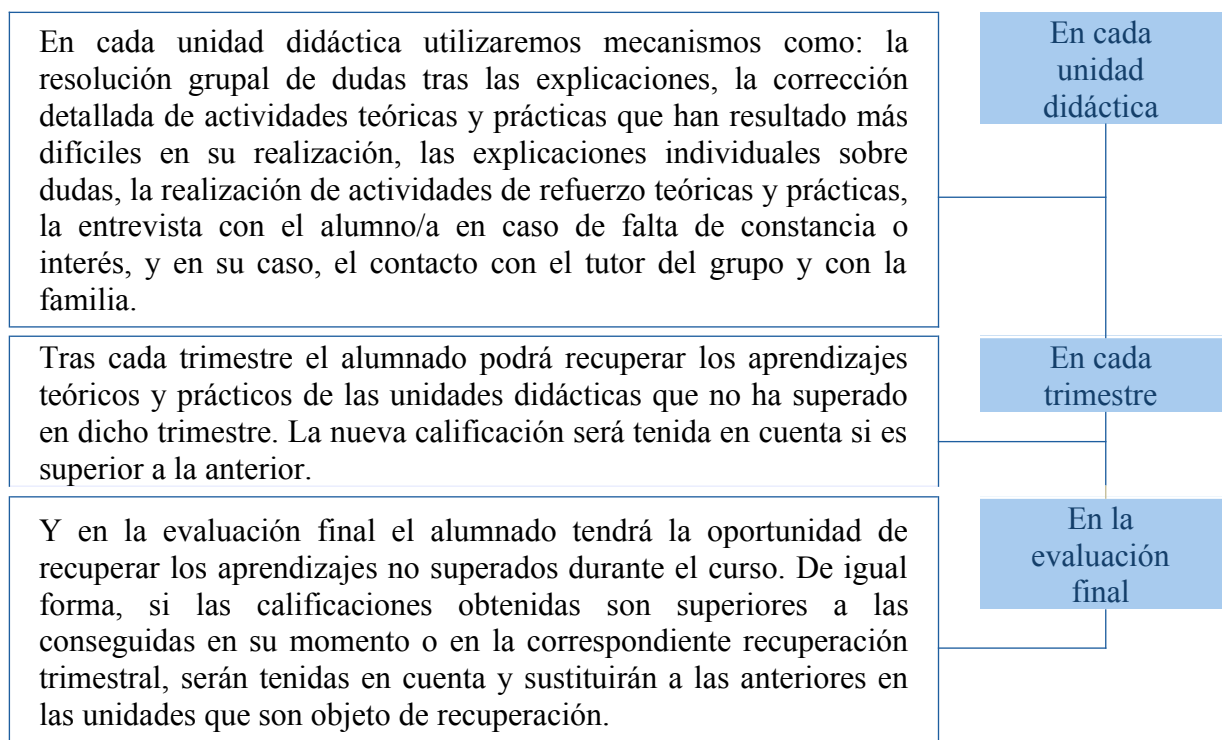 En cada unidad didáctica utilizaremos mecanismos como: la
resolución grupal de dudas tras las explicaciones, la corrección
detallada de actividades teóricas y prácticas que han resultado más
difíciles en su realización, las explicaciones individuales sobre
dudas, la realización de actividades de refuerzo teóricas y prácticas,
la entrevista con el alumno/a en caso de falta de constancia o
interés, y en su caso, el contacto con el tutor del grupo y con la
familia.
En cada
unidad
didáctica
Tras cada trimestre el alumnado podrá recuperar los aprendizajes
teóricos y prácticos de las unidades didácticas que no ha superado
en dicho trimestre. La nueva calificación será tenida en cuenta si es
superior a la anterior.
En cada
trimestre
Y en la evaluación final el alumnado tendrá la oportunidad de
recuperar los aprendizajes no superados durante el curso. De igual
forma, si las calificaciones obtenidas son superiores a las
conseguidas en su momento o en la correspondiente recuperación
trimestral, serán tenidas en cuenta y sustituirán a las anteriores en
las unidades que son objeto de recuperación.
En la
evaluación
final